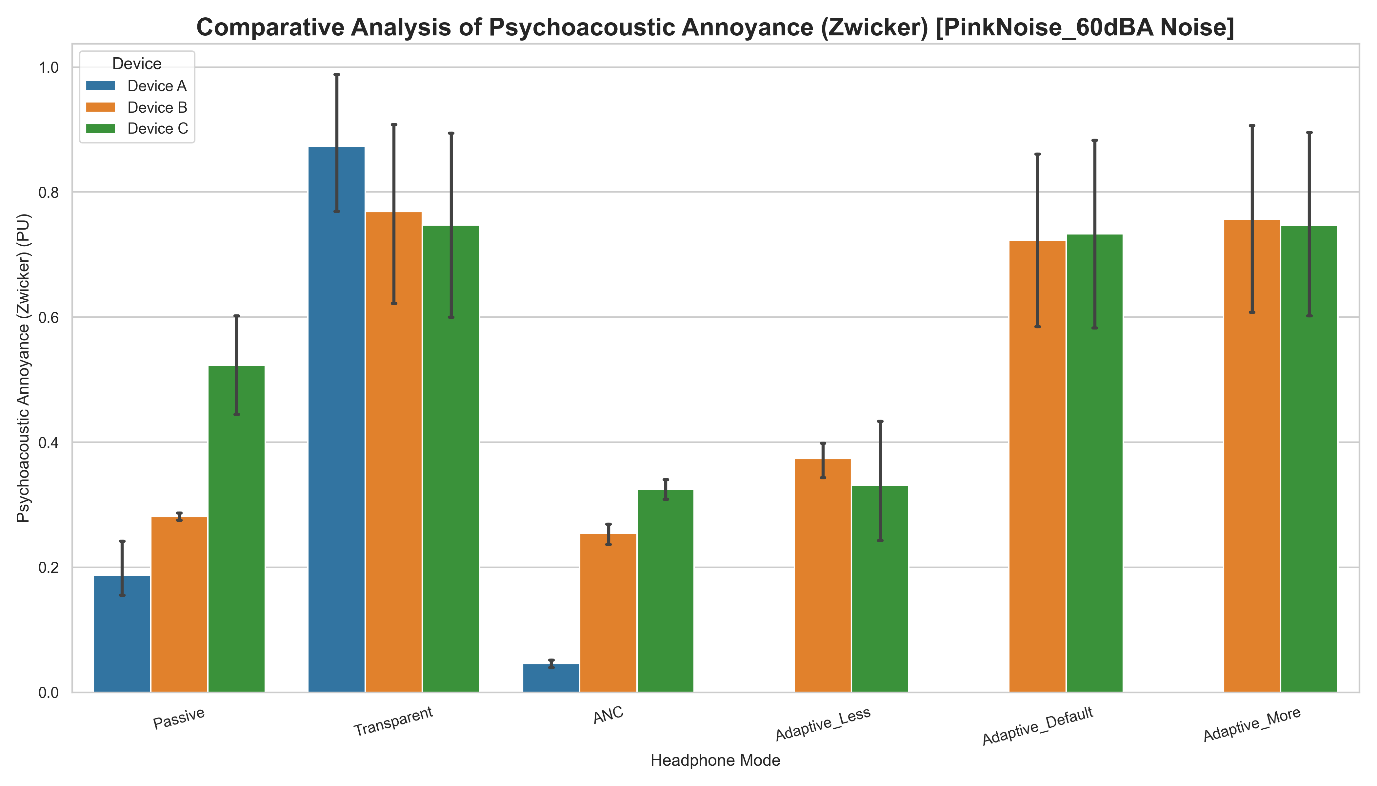 Comparative Analysis of Psychoacoustic Annoyance (Zwicker) [PinkNoise_60dBA Noise]
Device
Device A
Device B
Device C
Psychoacoustic Annoyance (Zwicker) (PU)
1.0
0.8
0.6
0.4
0.2
0.0
Passive
Transparent
ANC
Adaptive_Less
Adaptive_Default
Adaptive_More
Headphone Mode